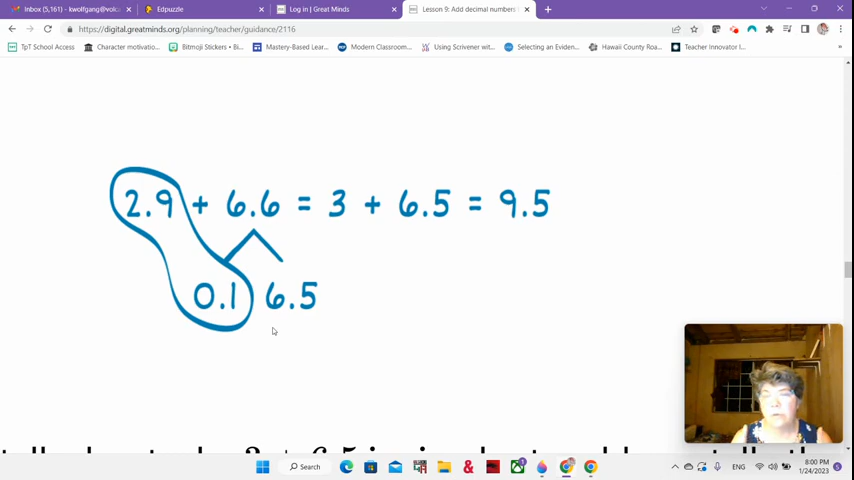 Inbox (5,161) - kwolfgang@volc
Edpuzzle
Log in | Great Minds
Lesson 9: Add decimal numbers
https://digital.greatminds.org/planning/teacher/guidance/2116
TpT School Access
Character motivatio...
Bitmoji Stickers • Bi...
Mastery-Based Lear...
Modern Classroom...
Using Scrivener wit...
Selecting an Eviden...
Hawaii County Roa...
Teacher Innovator I...
2.9 + 6.6 = 3 + 6.5 = 9.5
0.1 6.5
Search
ENG
8:00 PM
1/24/2023